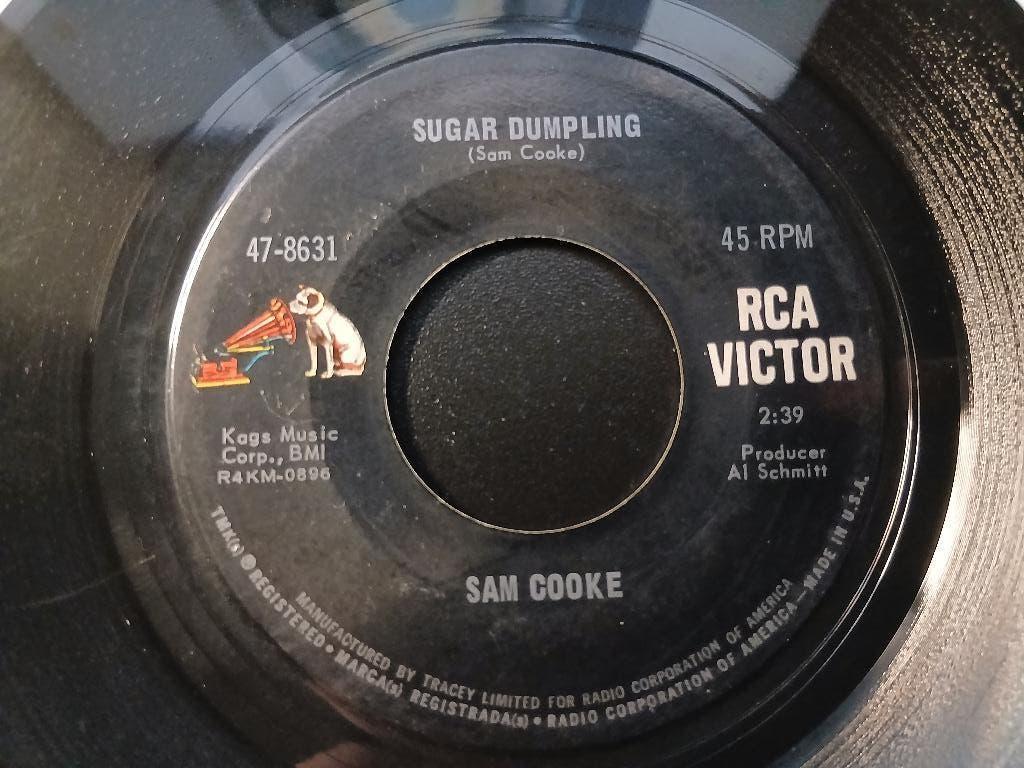 SUGAR DUMPLING
(Sam Cooke)
47-8631
45 RPM
RCA
VICTOR
2:39
Kags Music
Corp., BMI
R4KM-0896
Producer
Al Schmitt
SAM COOKE
MANUFACTURED BY TRACEY LIMITED FOR RADIO CORPORATION OF AMERICA
TMK(s) ® REGISTERED • MARCA(s) REGISTRADA(s) • RADIO CORPORATION OF AMERICA—MADE IN U.S.A.